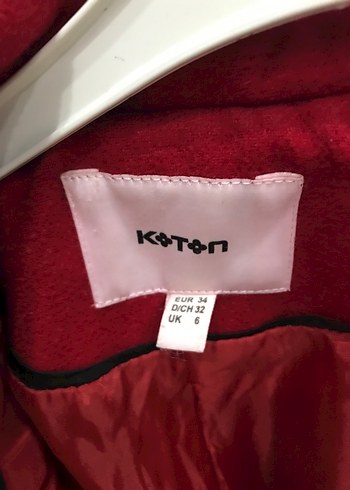 KOTON
EUR 34
D/CH 32
UK 6